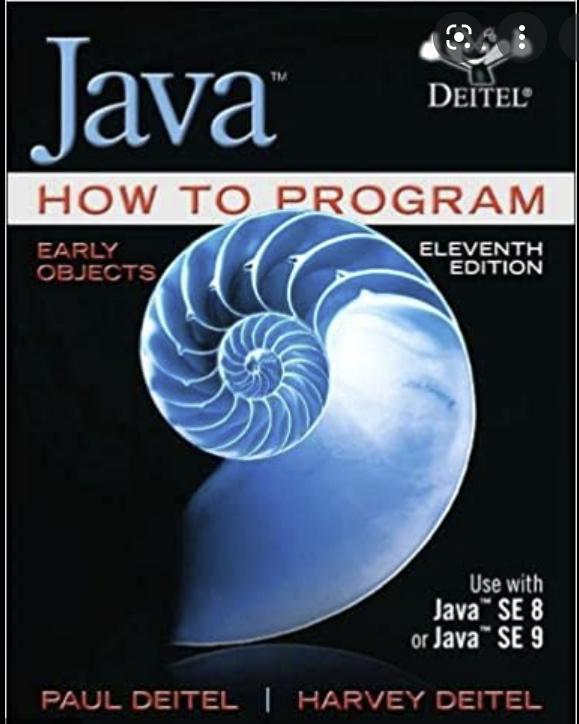 Java™
DEITEL®
HOW TO PROGRAM
EARLY
OBJECTS
ELEVENTH
EDITION
Use with
Java™ SE 8
or Java™ SE 9
PAUL DEITEL | HARVEY DEITEL